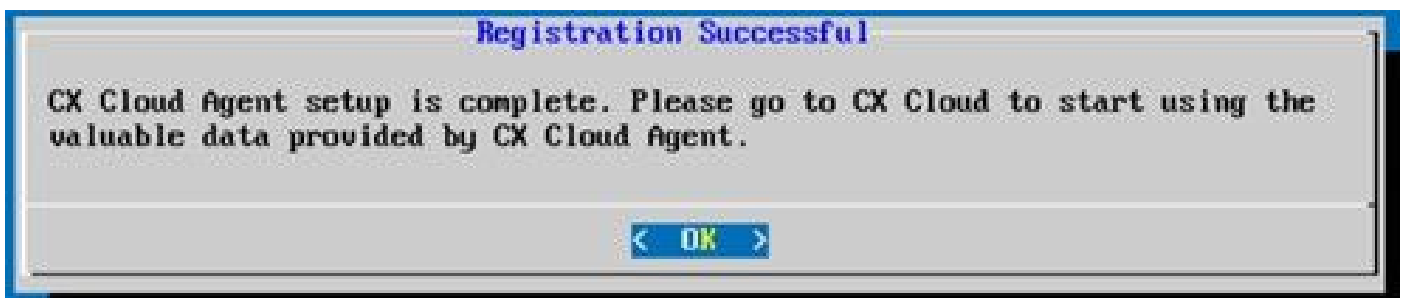 Registration Successful
CX Cloud Agent setup is complete. Please go to CX Cloud to start using the
valuable data provided by CX Cloud Agent.
< OK >